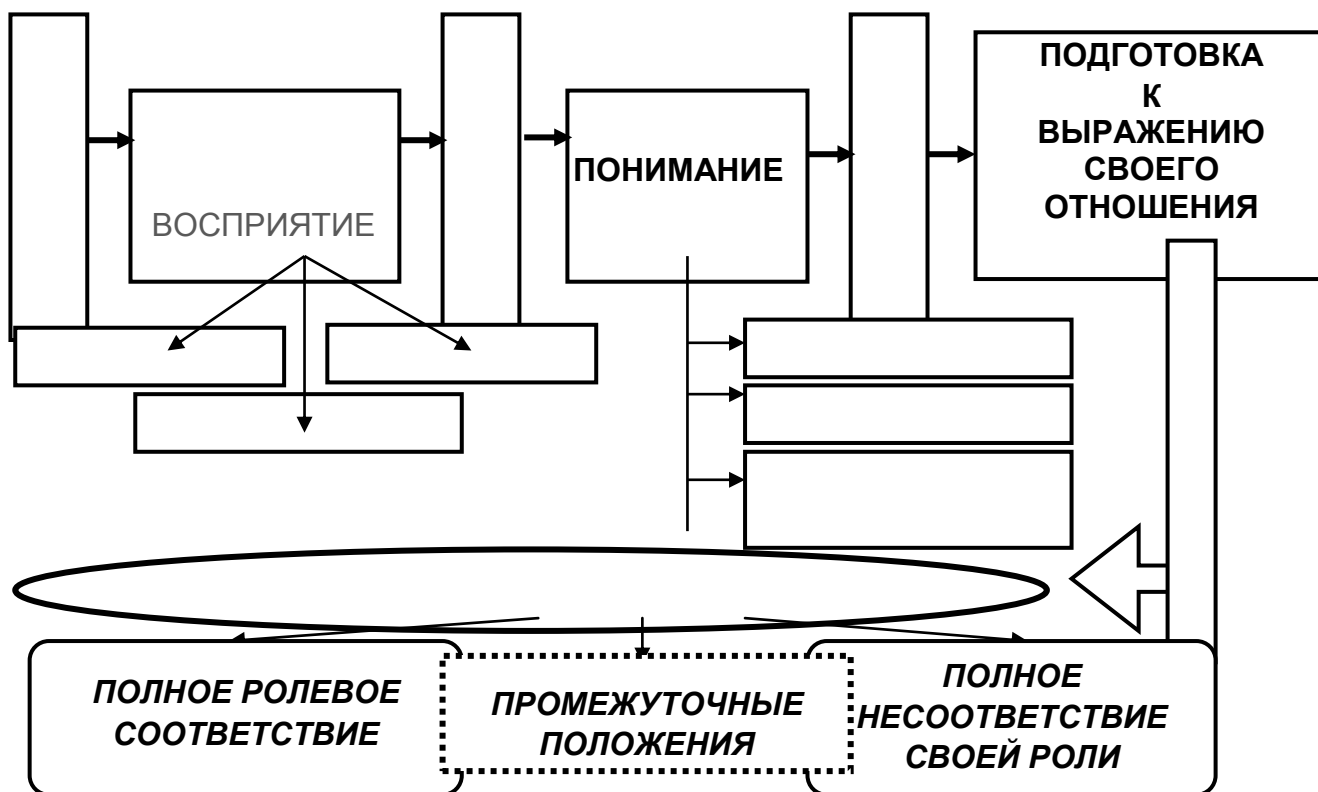 ВОСПРИЯТИЕ
ПОНИМАНИЕ
ПОДГОТОВКА
К
ВЫРАЖЕНИЮ
СВОЕГО
ОТНОШЕНИЯ
ПОЛНОЕ РОЛЕВОЕ
СООТВЕТСТВИЕ
ПРОМЕЖУТОЧНЫЕ
ПОЛОЖЕНИЯ
ПОЛНОЕ
НЕСООТВЕТСТВИЕ
СВОЕЙ РОЛИ